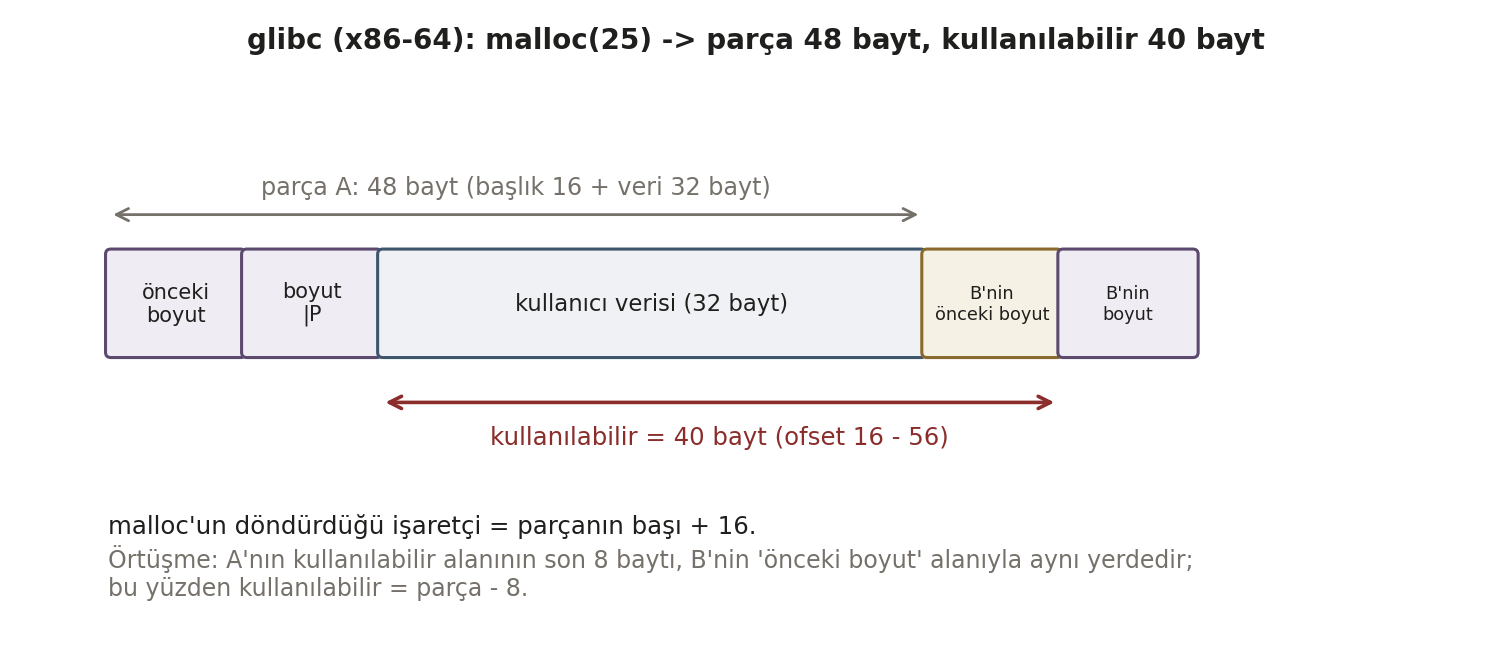 glibc (x86-64): malloc(25) -> parça 48 bayt, kullanılabilir 40 bayt
parça A: 48 bayt (başlık 16 + veri 32 bayt)
önceki
boyut
boyut
|P
kullanıcı verisi (32 bayt)
B'nin
önceki boyut
B'nin
boyut
kullanılabilir = 40 bayt (ofset 16 - 56)
malloc'un döndürdüğü işaretçi = parçanın başı + 16.
Örtüşme: A'nın kullanılabilir alanının son 8 baytı, B'nin 'önceki boyut' alanıyla aynı yerdedir;
bu yüzden kullanılabilir = parça - 8.